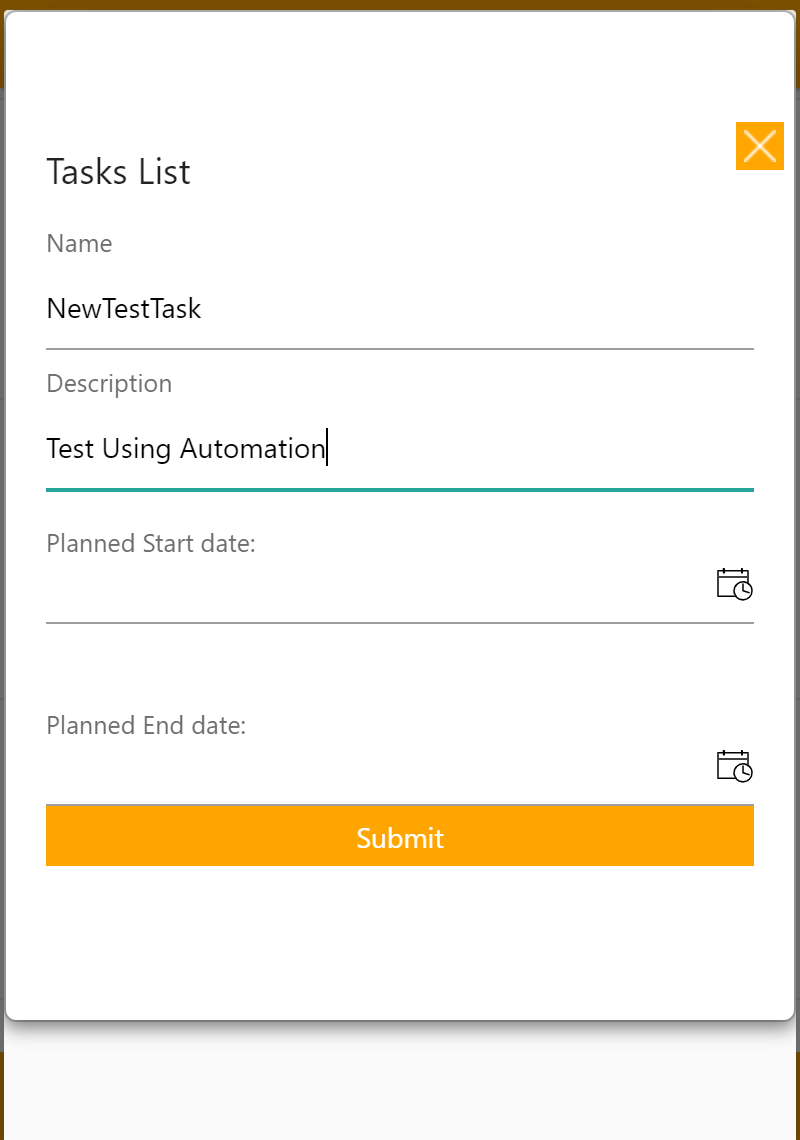 Tasks List
Name
NewTestTask
Description
Test Using Automation
Planned Start date:
Planned End date:
Submit